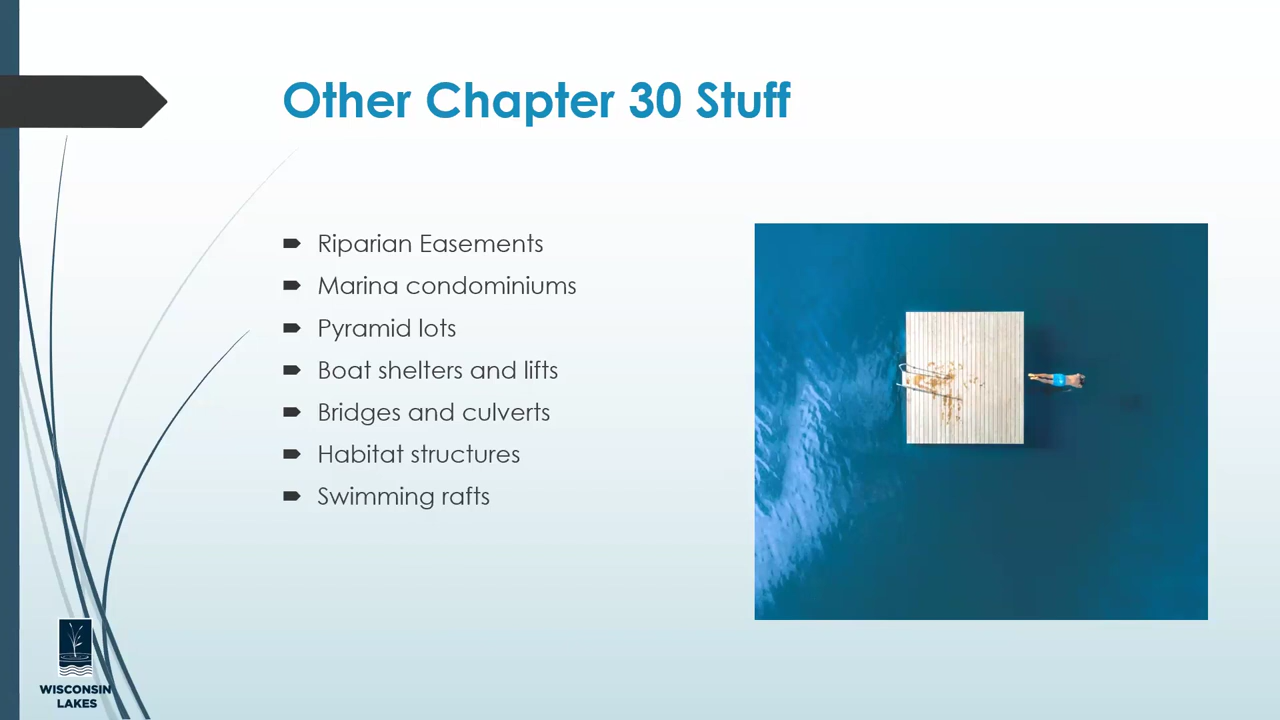 Other Chapter 30 Stuff
Riparian Easements
Marina condominiums
Pyramid lots
Boat shelters and lifts
Bridges and culverts
Habitat structures
Swimming rafts
WISCONSIN
LAKES